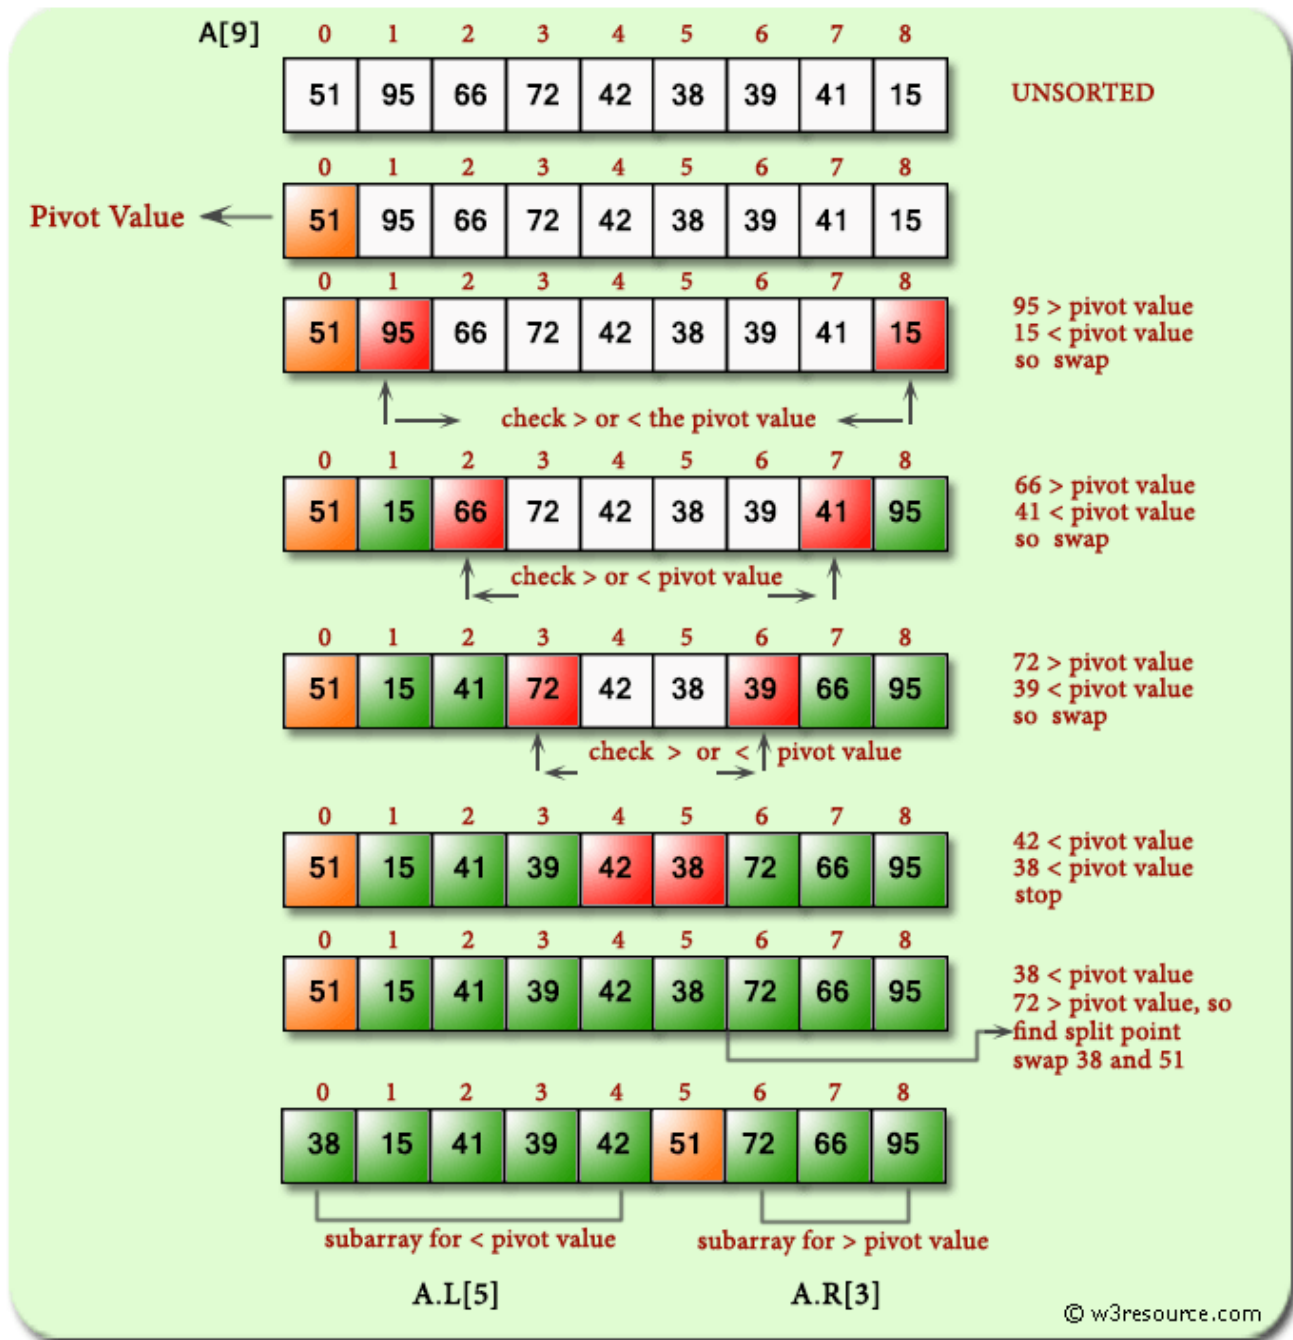 A[9] 0 1 2 3 4 5 6 7 8
51 95 66 72 42 38 39 41 15 UNSORTED
0 1 2 3 4 5 6 7 8
Pivot Value 51 95 66 72 42 38 39 41 15
0 1 2 3 4 5 6 7 8
51 95 66 72 42 38 39 41 15
95 > pivot value
15 < pivot value
so swap
check > or < the pivot value
0 1 2 3 4 5 6 7 8
51 15 66 72 42 38 39 41 95
66 > pivot value
41 < pivot value
so swap
check > or < pivot value
0 1 2 3 4 5 6 7 8
51 15 41 72 42 38 39 66 95
72 > pivot value
39 < pivot value
so swap
check > or < pivot value
0 1 2 3 4 5 6 7 8
51 15 41 39 42 38 72 66 95
42 < pivot value
38 < pivot value
stop
0 1 2 3 4 5 6 7 8
51 15 41 39 42 38 72 66 95
38 < pivot value
72 > pivot value, so
find split point
swap 38 and 51
0 1 2 3 4 5 6 7 8
38 15 41 39 42 51 72 66 95
subarray for < pivot value
subarray for > pivot value
A.L[5]
A.R[3]
© w3resource.com